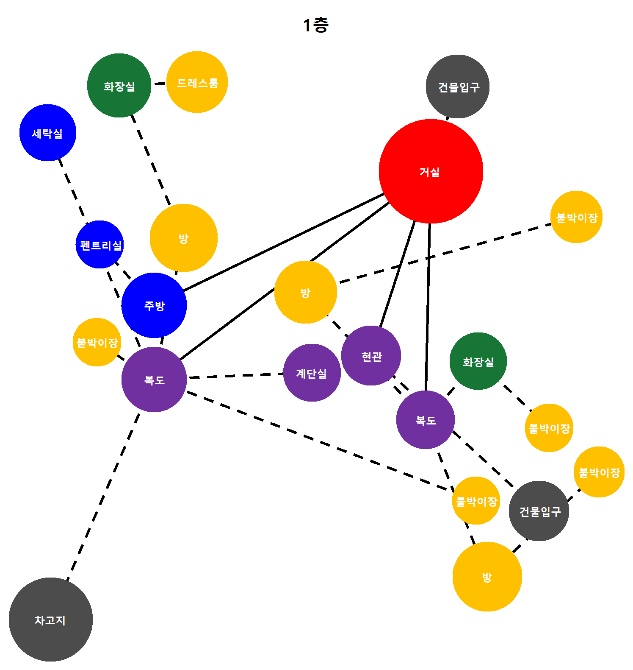 1층
드레스룸
화장실
건물입구
세탁실
거실
붙박이장
방
펜트리실
방
주방
붙박이장
현관
화장실
계단실
복도
복도
붙박이장
붙박이장
붙박이장
건물입구
방
차고지